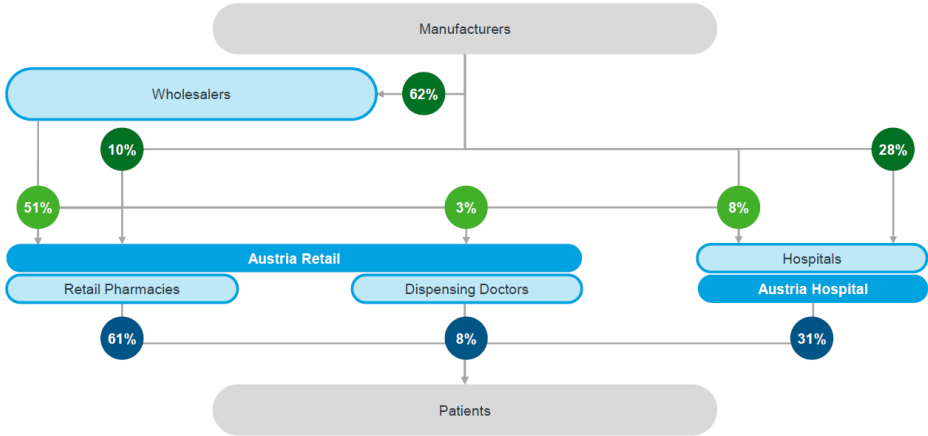 Manufacturers
Wholesalers
62%
10%
28%
51%
3%
8%
Austria Retail
Hospitals
Retail Pharmacies
Dispensing Doctors
Austria Hospital
61%
8%
31%
Patients